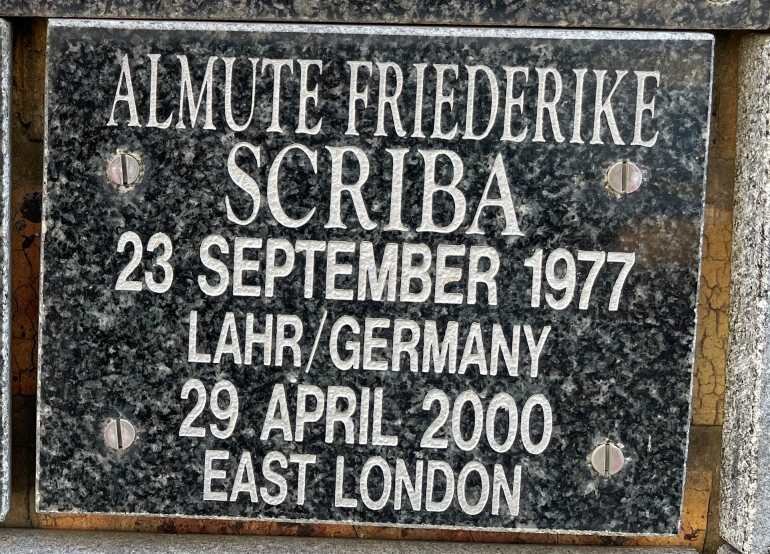 ALMUTE FRIEDERIKE
SCRIBA
23 SEPTEMBER 1977
LAHR/GERMANY
29 APRIL 2000
EAST LONDON